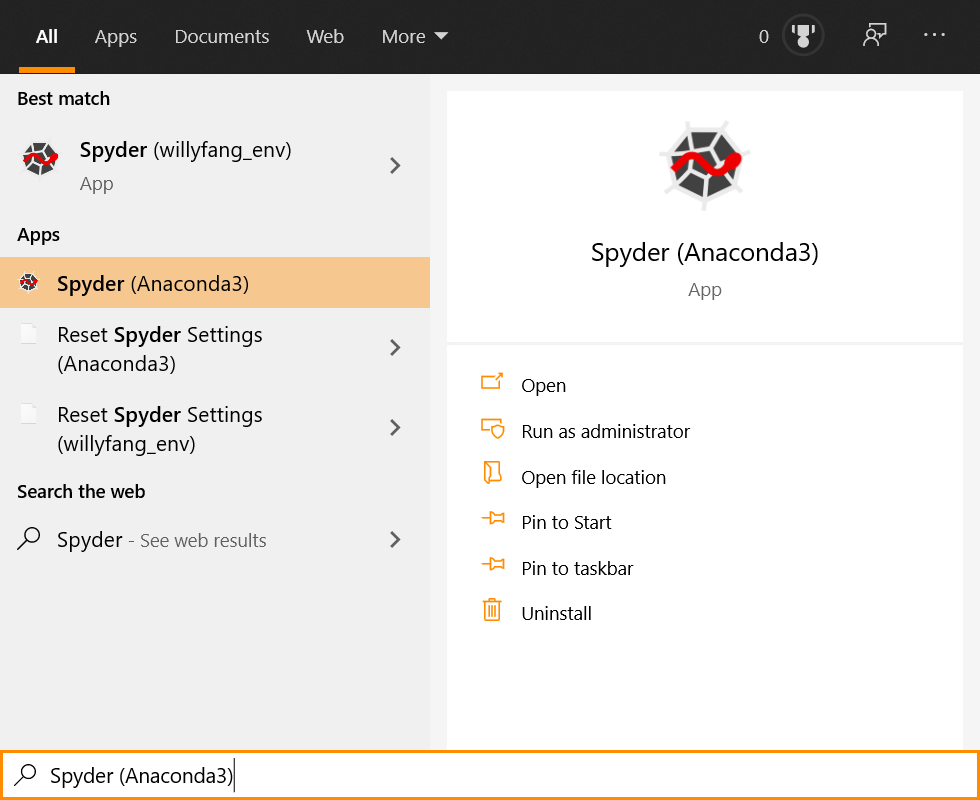 All Apps Documents Web More 0 ...
Best match
Spyder (willyfang_env)
App
Apps
Spyder (Anaconda3)
Reset Spyder Settings
(Anaconda3)
Reset Spyder Settings
(willyfang_env)
Search the web
Spyder - See web results
Spyder (Anaconda3)
App
Open
Run as administrator
Open file location
Pin to Start
Pin to taskbar
Uninstall
Spyder (Anaconda3)